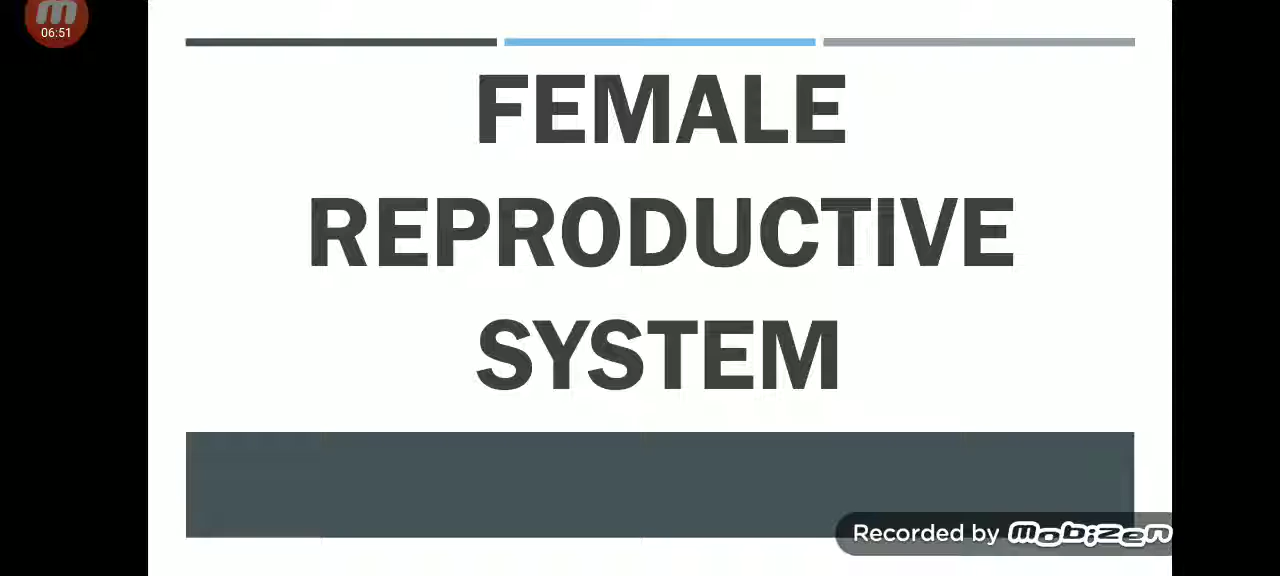 06:51
FEMALE
REPRODUCTIVE
SYSTEM
Recorded by mobizen